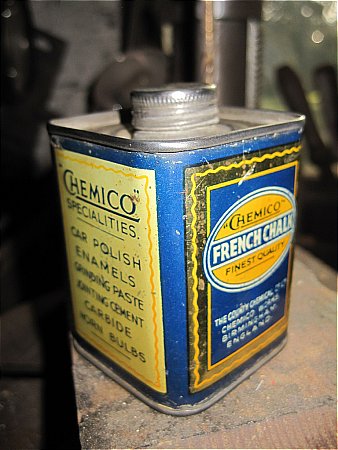 "CHEMICO"
SPECIALITIES.
CAR POLISH
ENAMELS
GRINDING PASTE
JOINTING CEMENT
CARBIDE
HORN BULBS
"CHEMICO"
FRENCH CHALK
FINEST QUALITY
THE COUNTY CHEMICAL CO. LTD
CHEMICO WORKS
BIRMINGHAM,
ENGLAND.